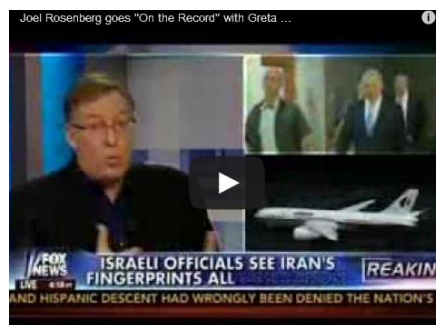 Joel Rosenberg goes "On the Record" with Greta ...
FOX
NEWS
LIVE
ISRAELI OFFICIALS SEE IRAN'S
FINGERPRINTS ALL
REAKIN
AND HISPANIC DESCENT HAD WRONGLY BEEN DENIED THE NATION'S